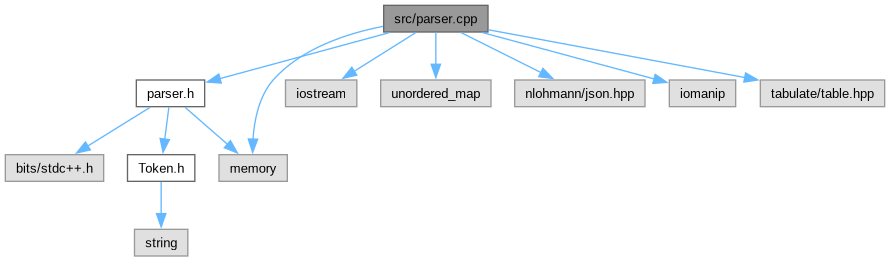 src/parser.cpp
parser.h
iostream
unordered_map
nlohmann/json.hpp
iomanip
tabulate/table.hpp
bits/stdc++.h
Token.h
memory
string